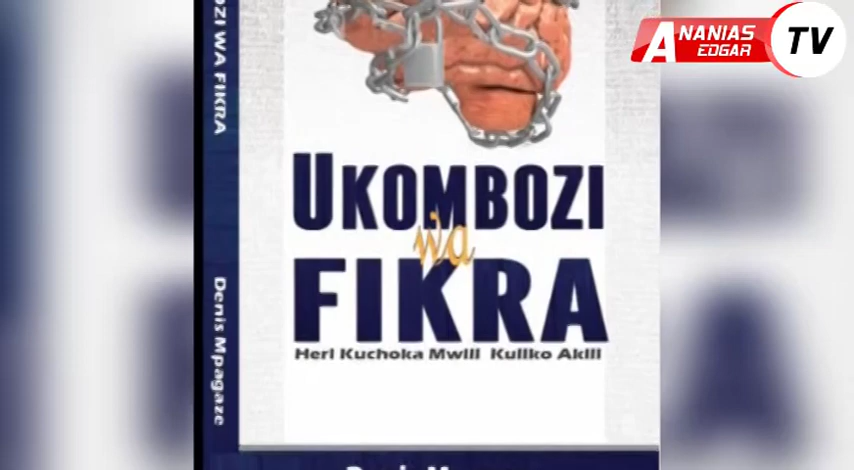 ANANIAS
EDGAR
TV
OZI WA FIKRA
Denis Mpagaze
UKOMBOZI
wa
FIKRA
Heri Kuchoka Mwili Kuliko Akili